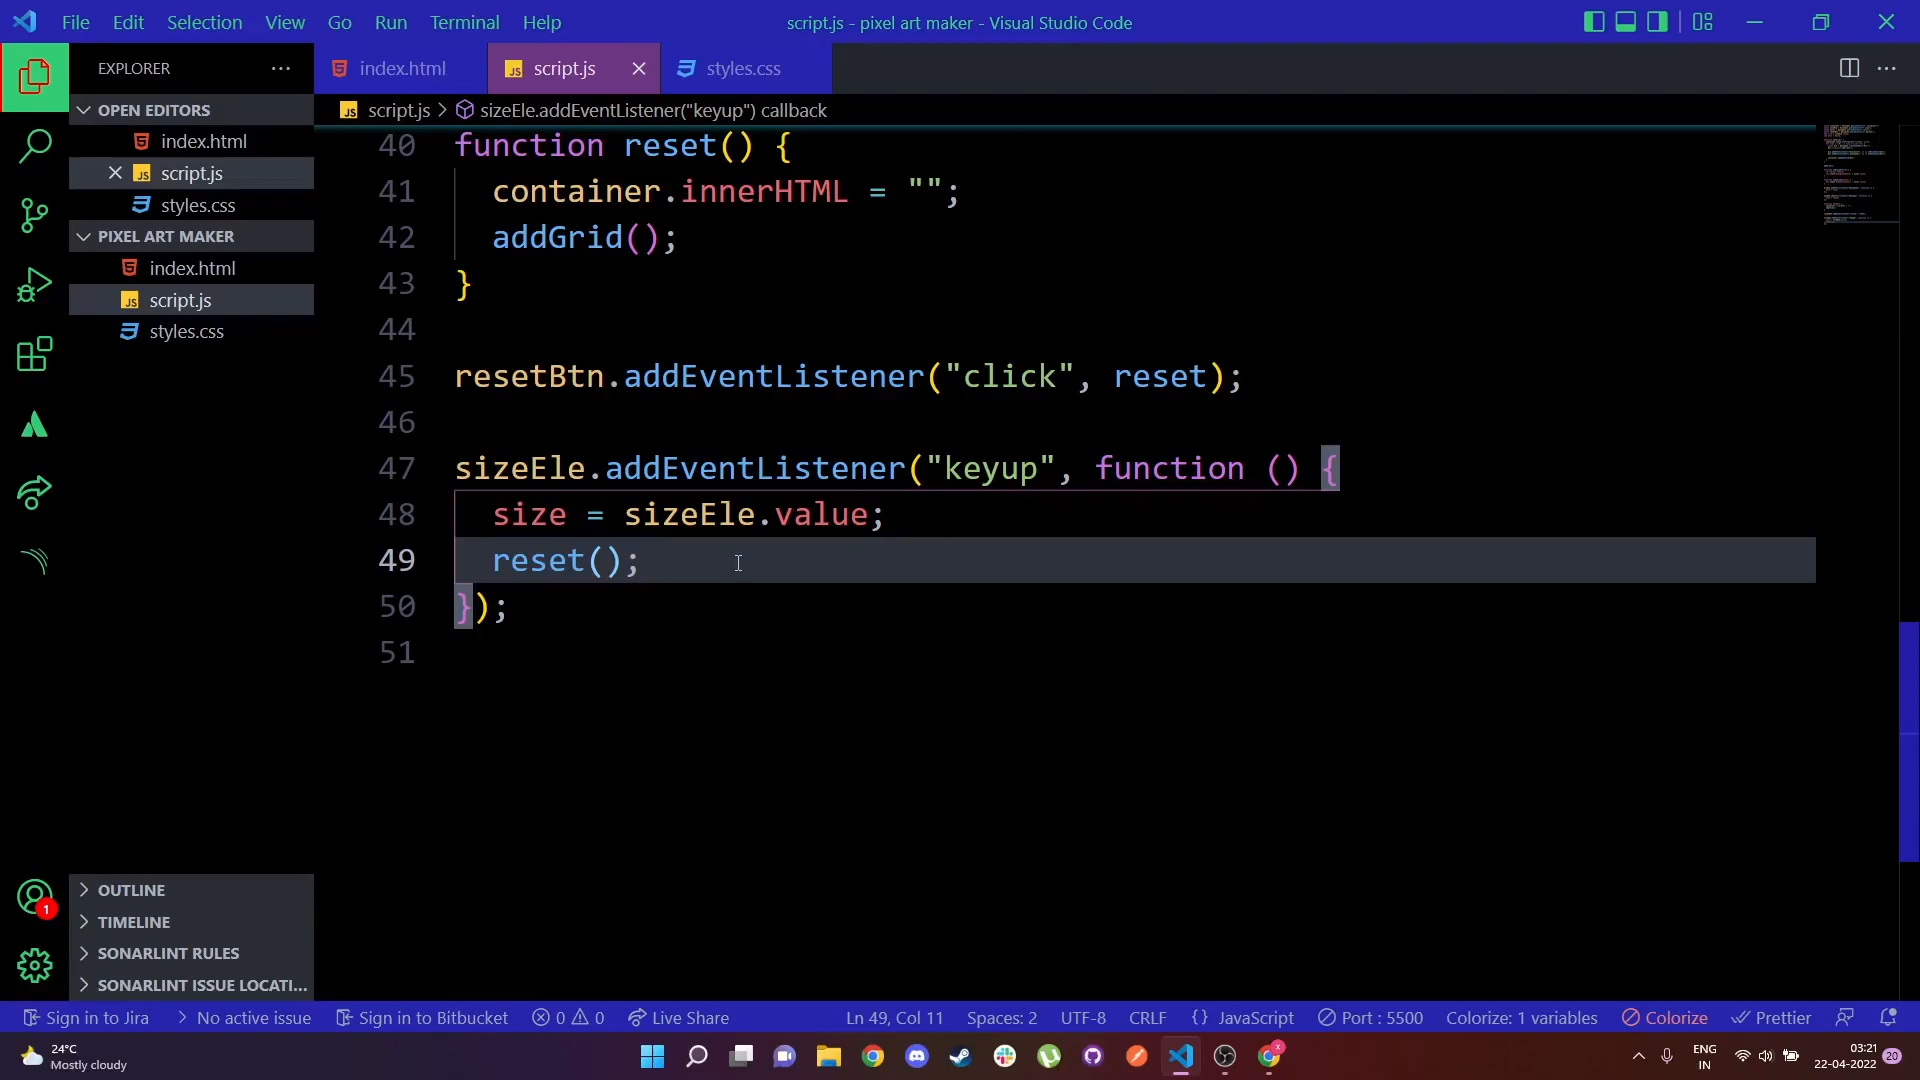 File Edit Selection View Go Run Terminal Help
script.js - pixel art maker - Visual Studio Code
EXPLORER
OPEN EDITORS
index.html
script.js
styles.css
PIXEL ART MAKER
index.html
script.js
styles.css
OUTLINE
TIMELINE
SONARLINT RULES
SONARLINT ISSUE LOCATI...
1
index.html script.js styles.css
script.js > sizeEle.addEventListener("keyup") callback
40 function reset() {
41 container.innerHTML = "";
42 addGrid();
43 }
44
45 resetBtn.addEventListener("click", reset);
46
47 sizeEle.addEventListener("keyup", function () {
48 size = sizeEle.value;
49 reset();
50 });
51
Sign in to Jira > No active issue Sign in to Bitbucket 0 0 Live Share Ln 49, Col 11 Spaces: 2 UTF-8 CRLF {} JavaScript Port : 5500 Colorize: 1 variables Colorize Prettier
24°C
Mostly cloudy
ENG
IN
03:21
22-04-2022
20